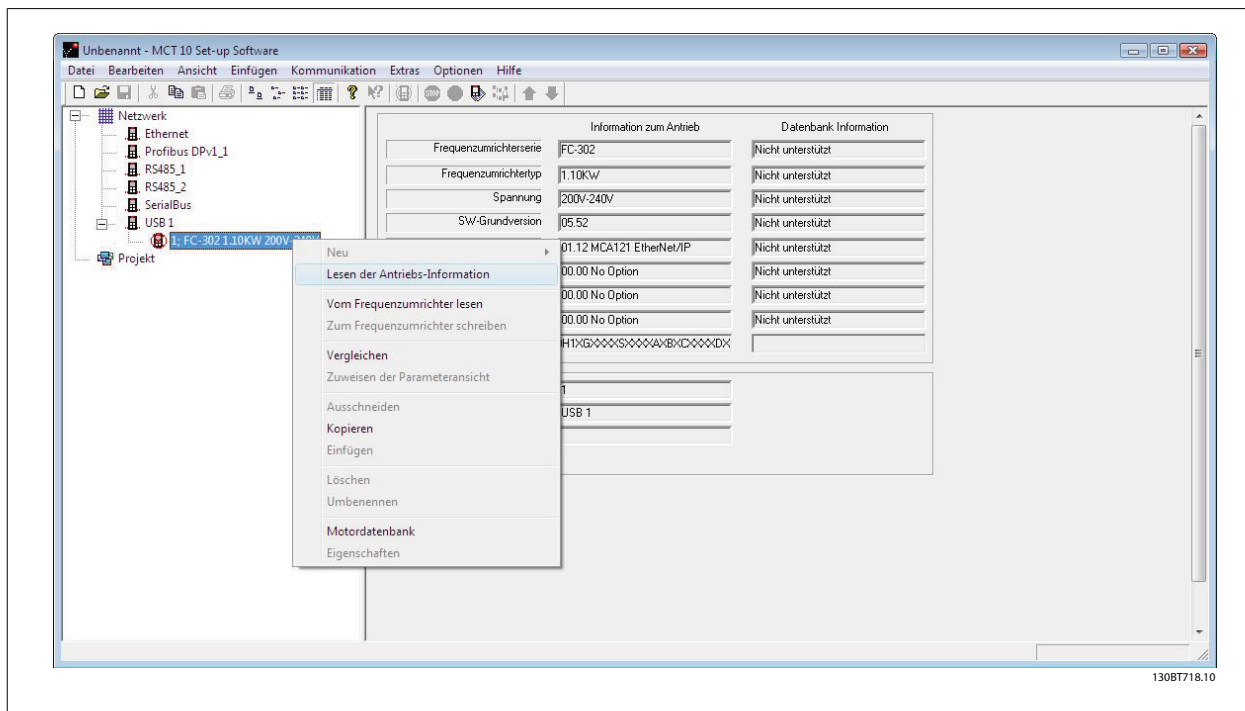 Unbenannt - MCT 10 Set-up Software
Datei Bearbeiten Ansicht Einfügen Kommunikation Extras Optionen Hilfe
Netzwerk
Ethernet
Profibus DPv1_1
RS485_1
RS485_2
SerialBus
USB 1
1; FC-302 1.10KW 200V-240V
Projekt
Information zum Antrieb Datenbank Information
Frequenzumrichterserie FC-302 Nicht unterstützt
Frequenzumrichtertyp 1.10KW Nicht unterstützt
Spannung 200V-240V Nicht unterstützt
SW-Grundversion 05.52 Nicht unterstützt
01.12 MCA121 EtherNet/IP Nicht unterstützt
00.00 No Option Nicht unterstützt
00.00 No Option Nicht unterstützt
00.00 No Option Nicht unterstützt
1
USB 1
Neu
Lesen der Antriebs-Information
Vom Frequenzumrichter lesen
Zum Frequenzumrichter schreiben
Vergleichen
Zuweisen der Parameteransicht
Ausschneiden
Kopieren
Einfügen
Löschen
Umbenennen
Motordatenbank
Eigenschaften
130BT718.10